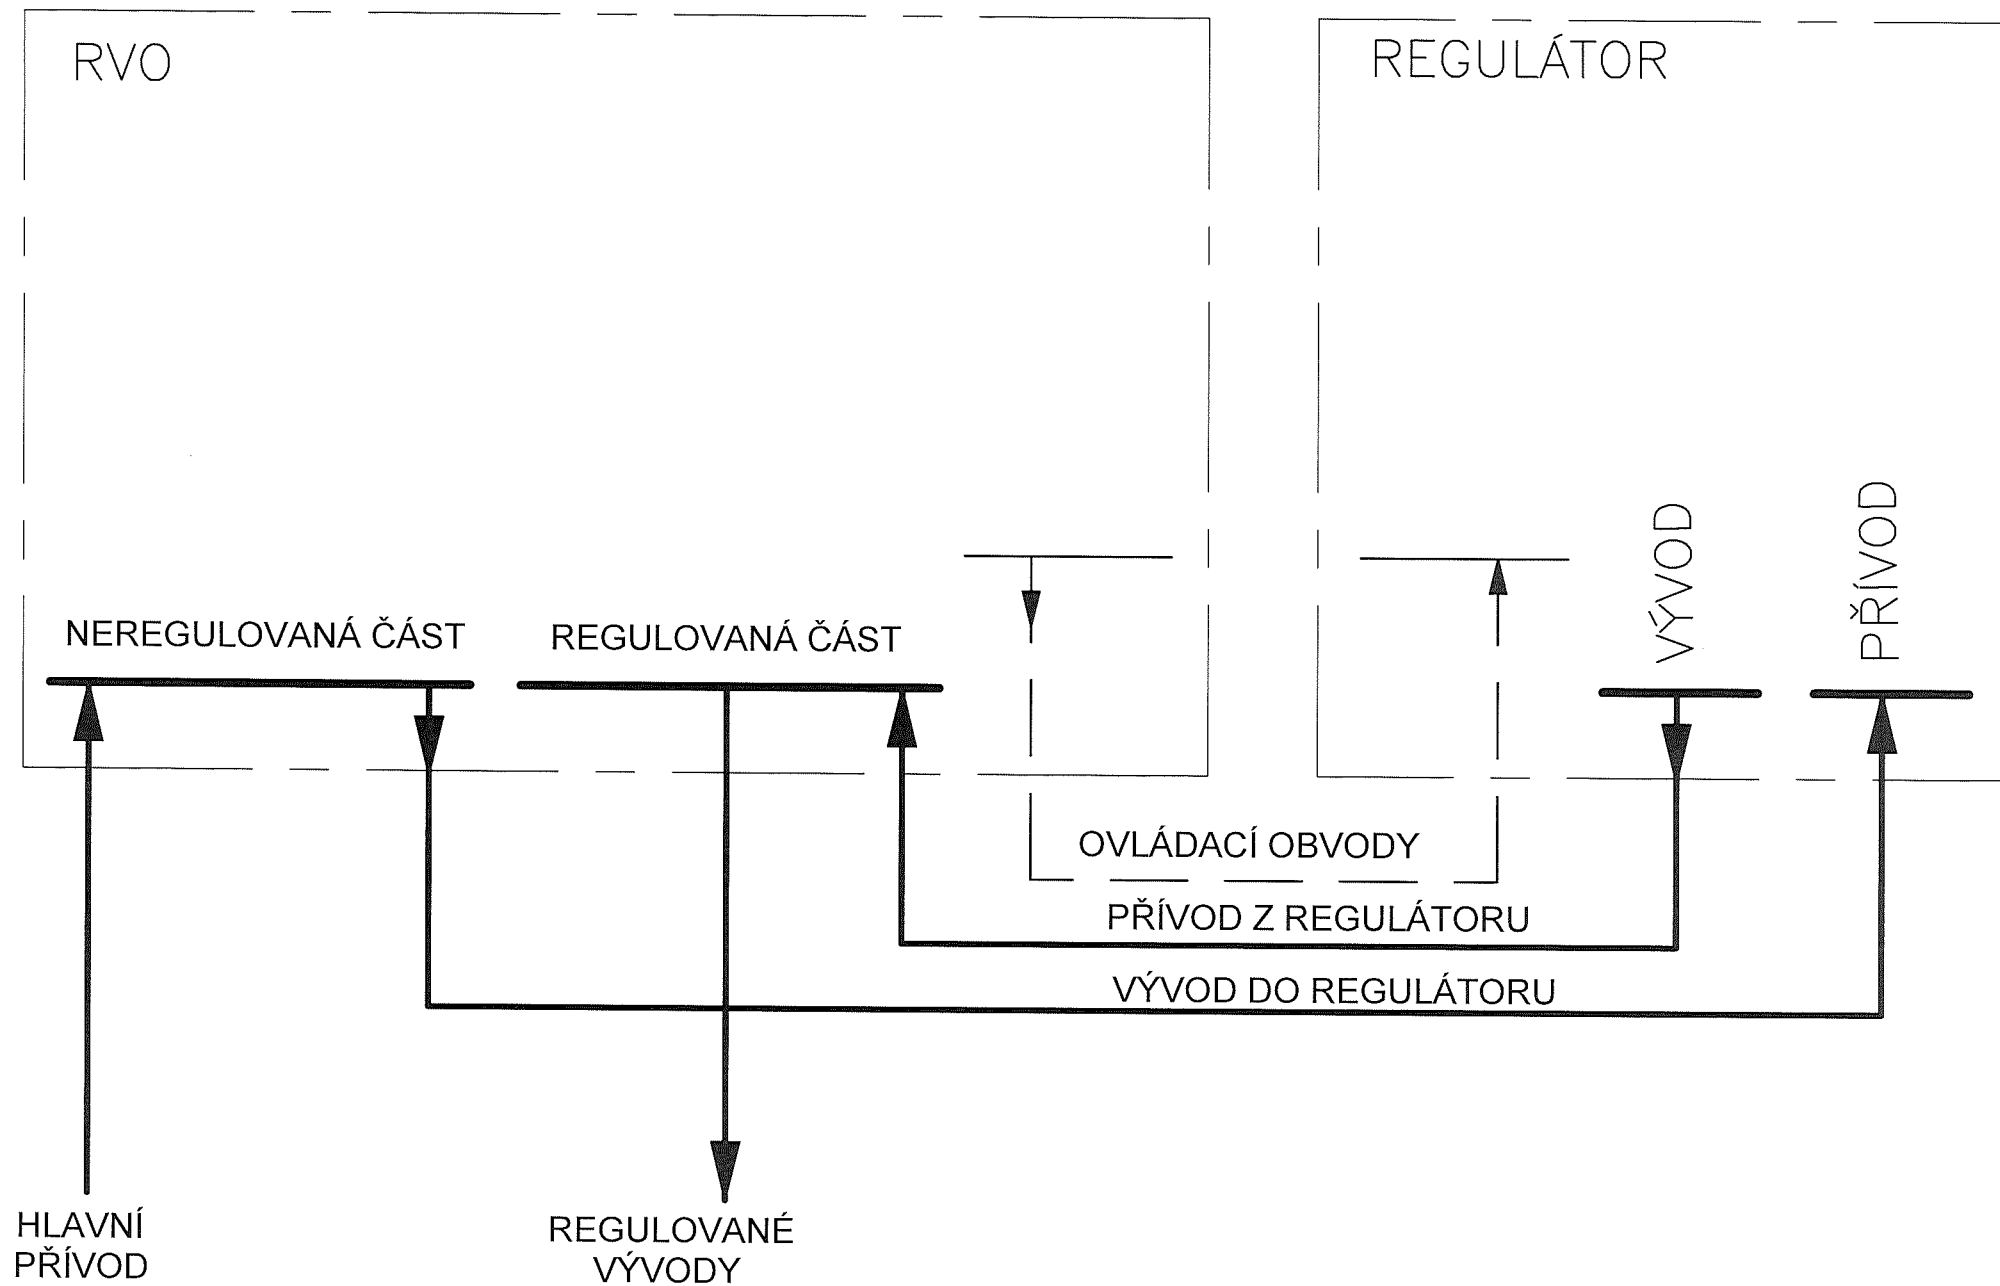 RVO
REGULÁTOR
VÝVOD
PŘÍVOD
NEREGULOVANÁ ČÁST
REGULOVANÁ ČÁST
OVLÁDACÍ OBVODY
PŘÍVOD Z REGULÁTORU
VÝVOD DO REGULÁTORU
HLAVNÍ
PŘÍVOD
REGULOVANÉ
VÝVODY